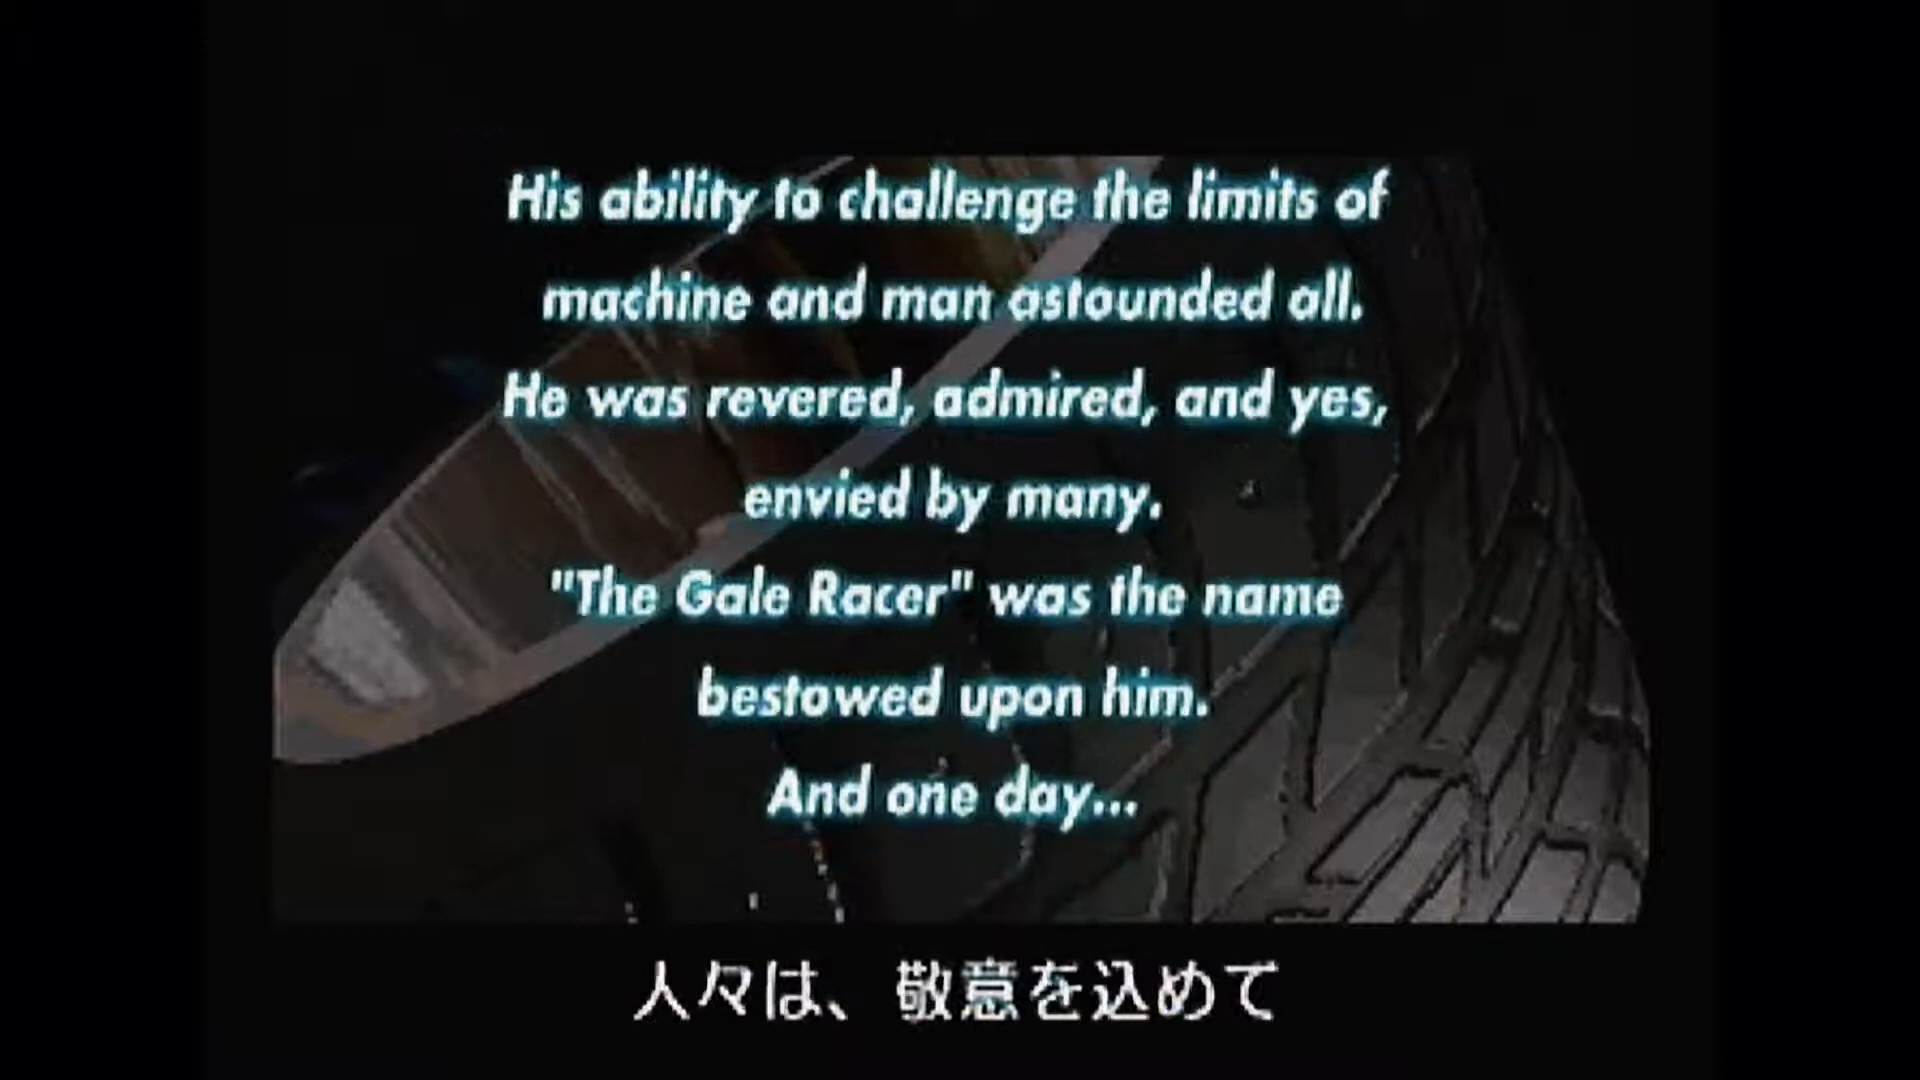 His ability to challenge the limits of
machine and man astounded all.
He was revered, admired, and yes,
envied by many.
"The Gale Racer" was the name
bestowed upon him.
And one day...
人々は、敬意を込めて